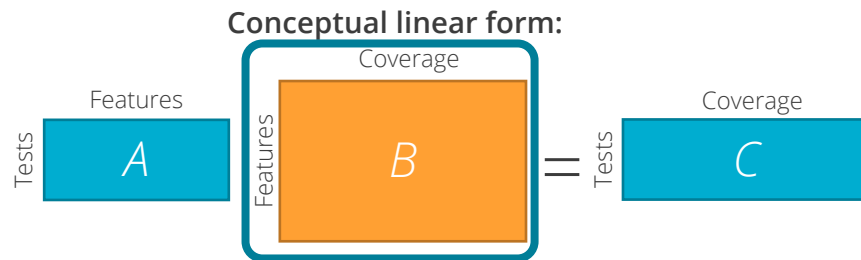 Conceptual linear form:
Coverage
Features
Coverage
Tests
A
Features
B
=
Tests
C